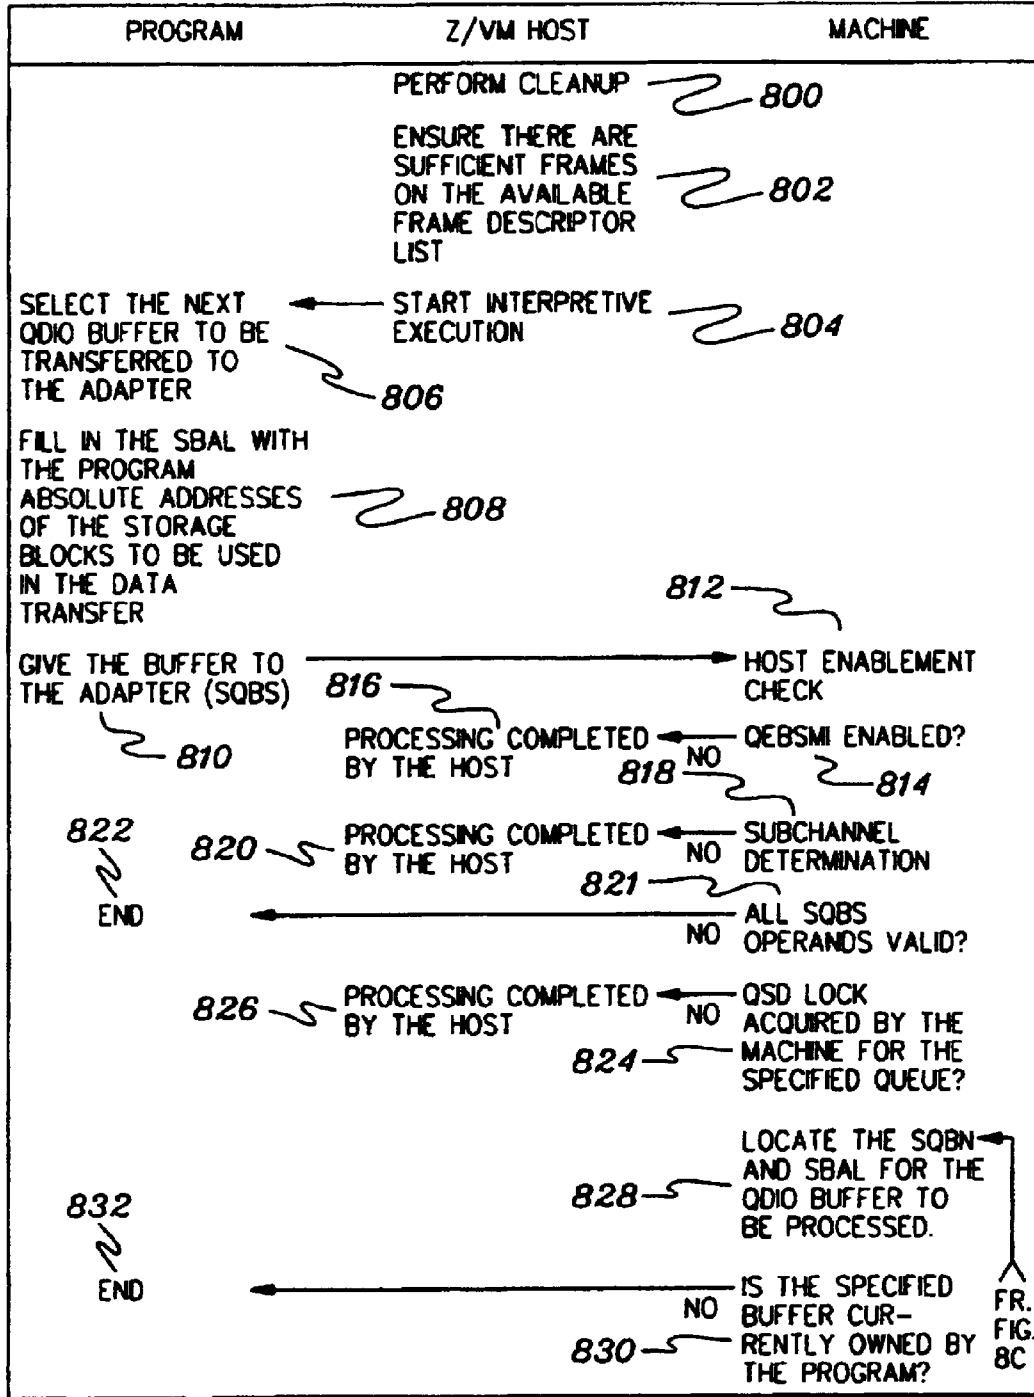 PROGRAM Z/VM HOST MACHINE
PERFORM CLEANUP
800
ENSURE THERE ARE
SUFFICIENT FRAMES
ON THE AVAILABLE
FRAME DESCRIPTOR
LIST
802
START INTERPRETIVE
EXECUTION
804
SELECT THE NEXT
QDIO BUFFER TO BE
TRANSFERRED TO
THE ADAPTER
806
FILL IN THE SBAL WITH
THE PROGRAM
ABSOLUTE ADDRESSES
OF THE STORAGE
BLOCKS TO BE USED
IN THE DATA
TRANSFER
808
GIVE THE BUFFER TO
THE ADAPTER (SQBS)
810
812
HOST ENABLEMENT
CHECK
816
PROCESSING COMPLETED
BY THE HOST
NO
QEBSMI ENABLED?
814
818
820
PROCESSING COMPLETED
BY THE HOST
NO
SUBCHANNEL
DETERMINATION
822
END
821
NO
ALL SQBS
OPERANDS VALID?
826
PROCESSING COMPLETED
BY THE HOST
NO
QSD LOCK
ACQUIRED BY THE
MACHINE FOR THE
SPECIFIED QUEUE?
824
LOCATE THE SQBN
AND SBAL FOR THE
QDIO BUFFER TO
BE PROCESSED.
828
832
END
NO
IS THE SPECIFIED
BUFFER CUR-
RENTLY OWNED BY
THE PROGRAM?
830
FR.
FIG.
8C